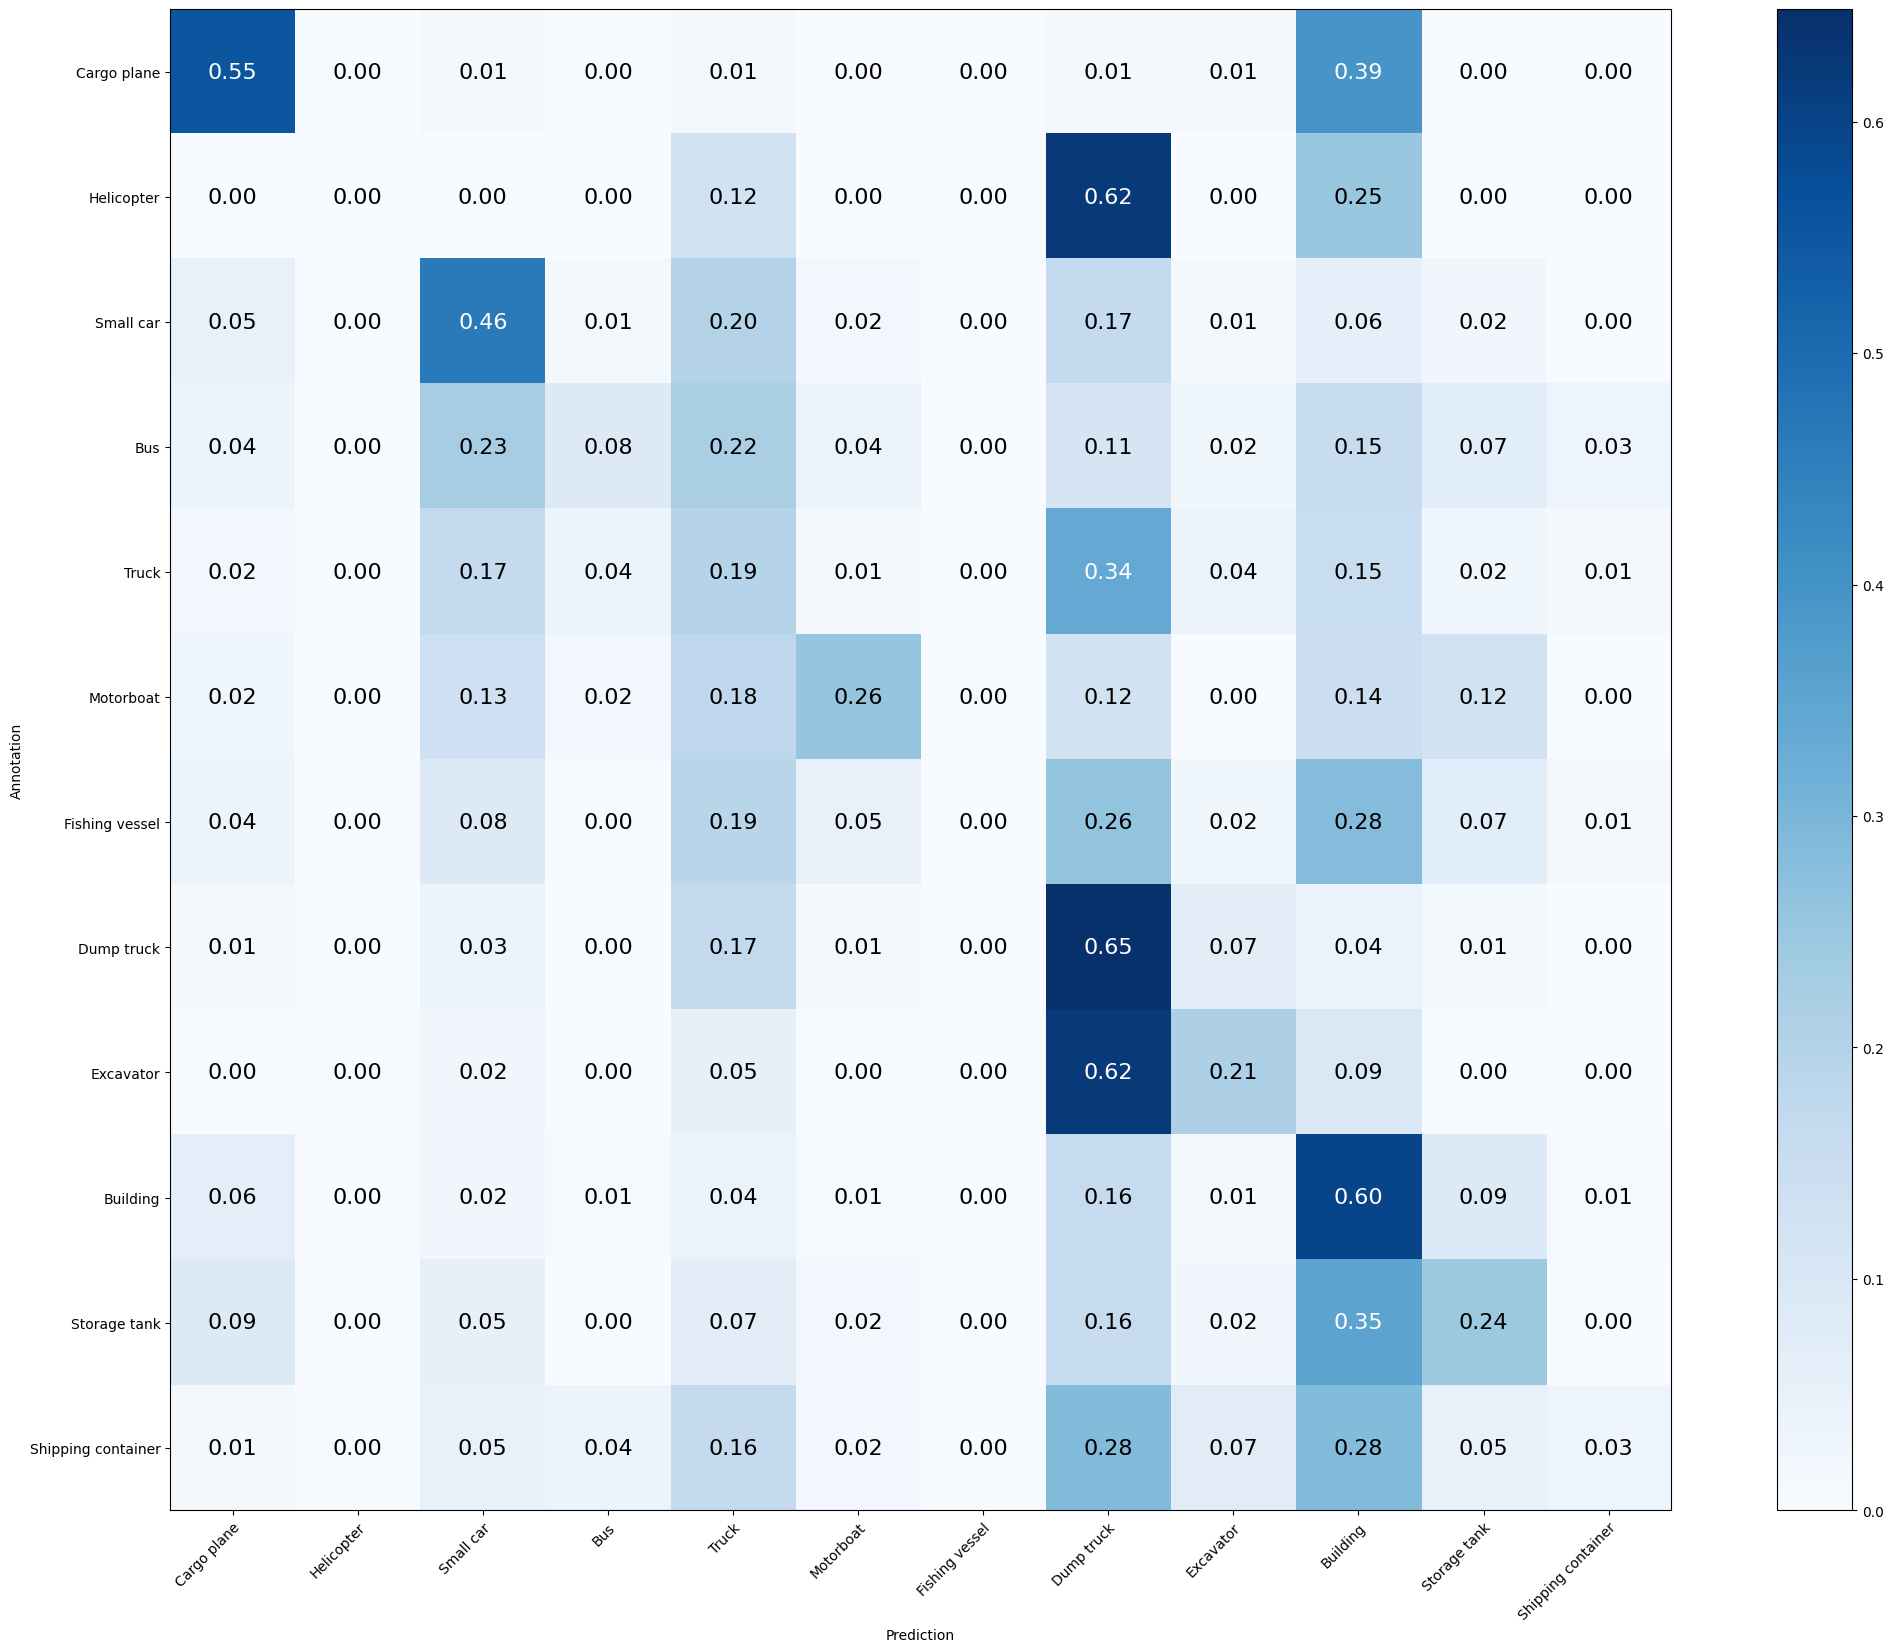 Cargo plane 0.55 0.00 0.01 0.00 0.01 0.00 0.00 0.01 0.01 0.39 0.00 0.00
Helicopter 0.00 0.00 0.00 0.00 0.12 0.00 0.00 0.62 0.00 0.25 0.00 0.00
Small car 0.05 0.00 0.46 0.01 0.20 0.02 0.00 0.17 0.01 0.06 0.02 0.00
Bus 0.04 0.00 0.23 0.08 0.22 0.04 0.00 0.11 0.02 0.15 0.07 0.03
Truck 0.02 0.00 0.17 0.04 0.19 0.01 0.00 0.34 0.04 0.15 0.02 0.01
Motorboat 0.02 0.00 0.13 0.02 0.18 0.26 0.00 0.12 0.00 0.14 0.12 0.00
Fishing vessel 0.04 0.00 0.08 0.00 0.19 0.05 0.00 0.26 0.02 0.28 0.07 0.01
Dump truck 0.01 0.00 0.03 0.00 0.17 0.01 0.00 0.65 0.07 0.04 0.01 0.00
Excavator 0.00 0.00 0.02 0.00 0.05 0.00 0.00 0.62 0.21 0.09 0.00 0.00
Building 0.06 0.00 0.02 0.01 0.04 0.01 0.00 0.16 0.01 0.60 0.09 0.01
Storage tank 0.09 0.00 0.05 0.00 0.07 0.02 0.00 0.16 0.02 0.35 0.24 0.00
Shipping container 0.01 0.00 0.05 0.04 0.16 0.02 0.00 0.28 0.07 0.28 0.05 0.03
Cargo plane Helicopter Small car Bus Truck Motorboat Fishing vessel Dump truck Excavator Building Storage tank Shipping container
Prediction
Annotation
0.6
0.5
0.4
0.3
0.2
0.1
0.0